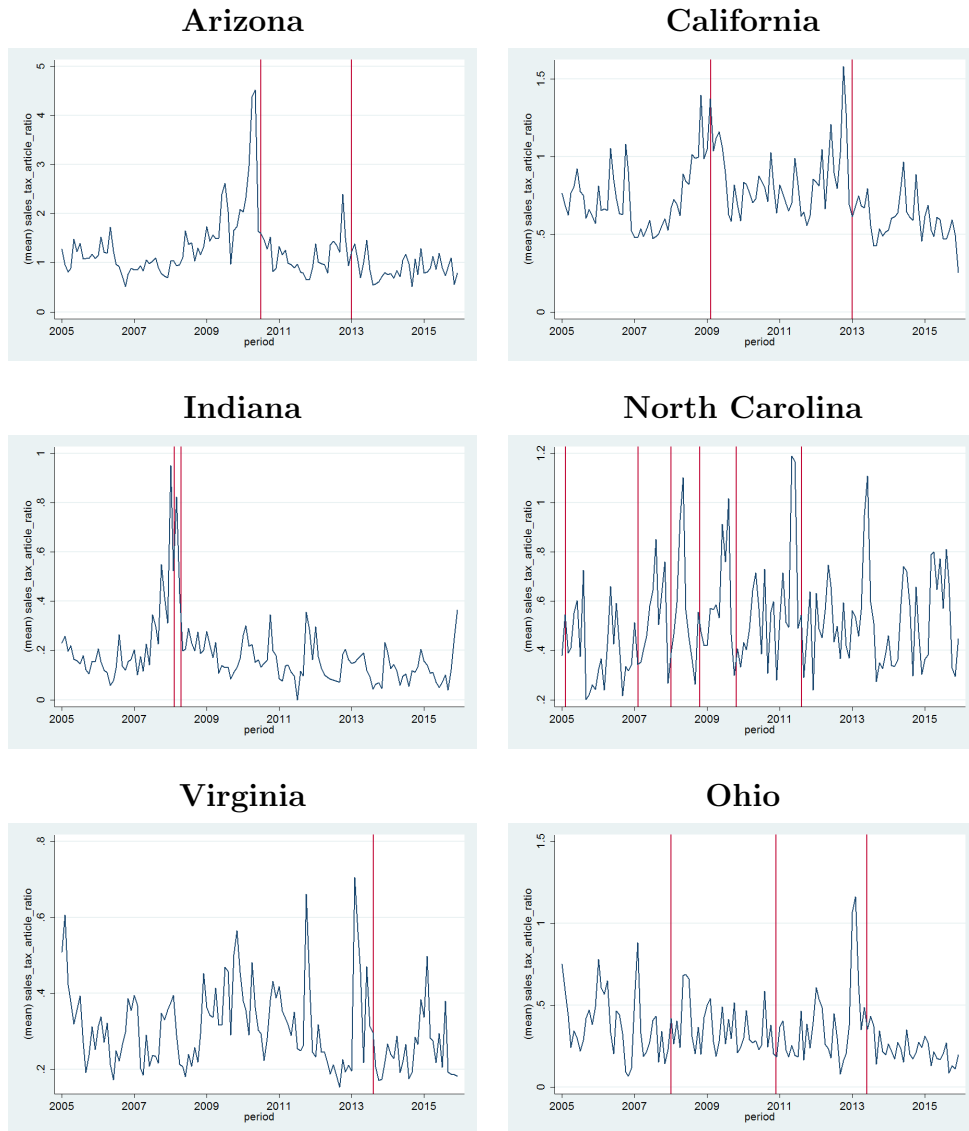 Arizona
(mean) sales_tax_article_ratio
5
4
3
2
1
0
2005 2007 2009 2011 2013 2015
period
California
(mean) sales_tax_article_ratio
1.5
1
.5
0
2005 2007 2009 2011 2013 2015
period
Indiana
(mean) sales_tax_article_ratio
1
.8
.6
.4
.2
0
2005 2007 2009 2011 2013 2015
period
North Carolina
(mean) sales_tax_article_ratio
1.2
1
.8
.6
.4
.2
2005 2007 2009 2011 2013 2015
period
Virginia
(mean) sales_tax_article_ratio
.8
.6
.4
.2
2005 2007 2009 2011 2013 2015
period
Ohio
(mean) sales_tax_article_ratio
1.5
1
.5
0
2005 2007 2009 2011 2013 2015
period